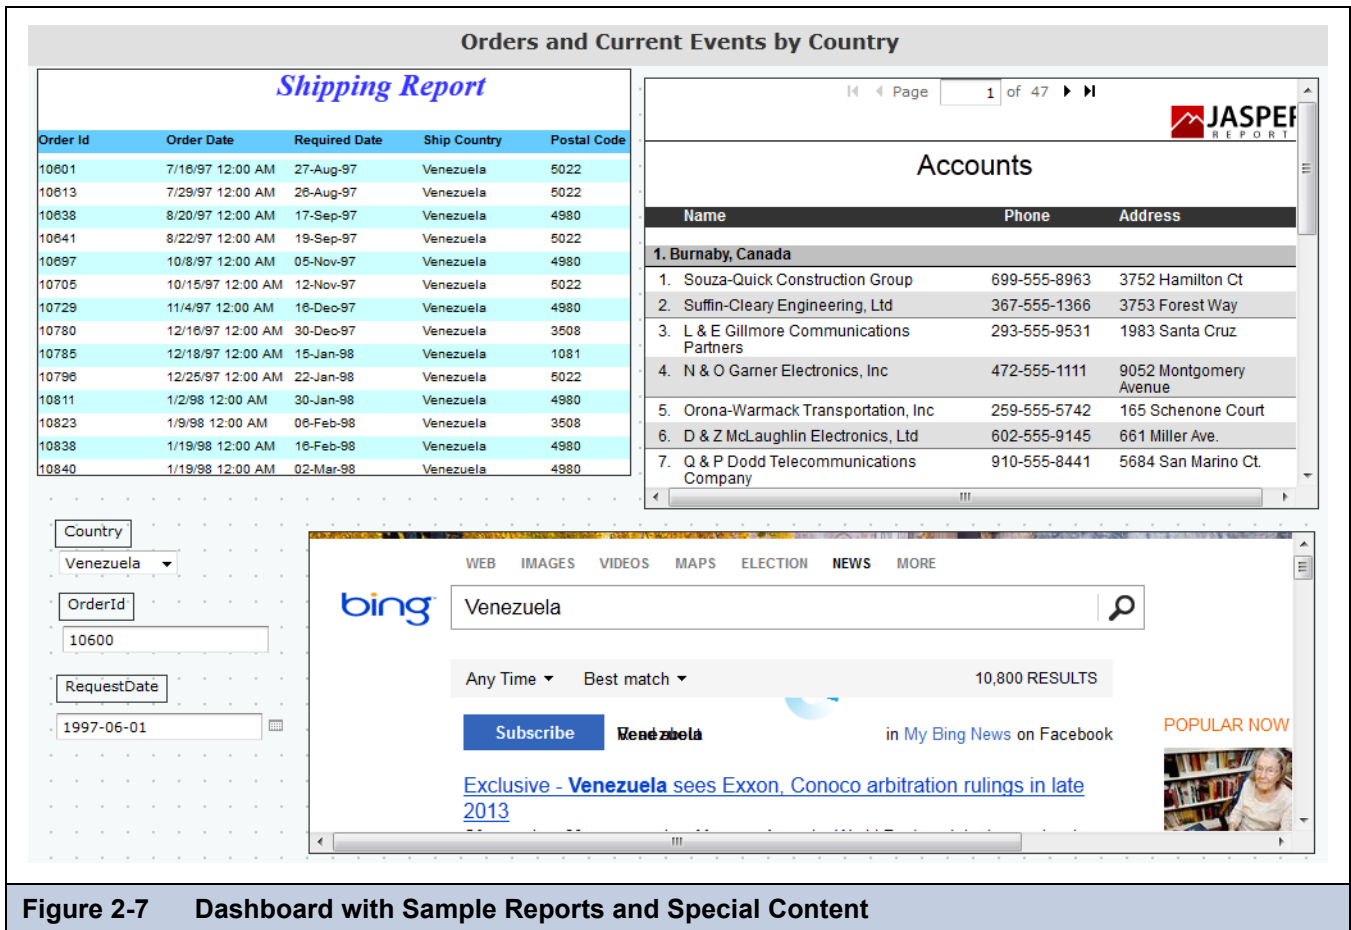 Orders and Current Events by Country
Shipping Report
Order Id Order Date Required Date Ship Country Postal Code
10601 7/16/97 12:00 AM 27-Aug-97 Venezuela 5022
10613 7/29/97 12:00 AM 26-Aug-97 Venezuela 5022
10638 8/20/97 12:00 AM 17-Sep-97 Venezuela 4980
10641 8/22/97 12:00 AM 19-Sep-97 Venezuela 5022
10697 10/8/97 12:00 AM 05-Nov-97 Venezuela 4980
10705 10/15/97 12:00 AM 12-Nov-97 Venezuela 5022
10729 11/4/97 12:00 AM 16-Dec-97 Venezuela 4980
10780 12/16/97 12:00 AM 30-Dec-97 Venezuela 3508
10785 12/18/97 12:00 AM 15-Jan-98 Venezuela 1081
10796 12/25/97 12:00 AM 22-Jan-98 Venezuela 5022
10811 1/2/98 12:00 AM 30-Jan-98 Venezuela 4980
10823 1/9/98 12:00 AM 06-Feb-98 Venezuela 3508
10838 1/19/98 12:00 AM 16-Feb-98 Venezuela 4980
10840 1/19/98 12:00 AM 02-Mar-98 Venezuela 4980
Page 1 of 47
JASPER
REPORT
Accounts
Name Phone Address
1. Burnaby, Canada
1. Souza-Quick Construction Group 699-555-8963 3752 Hamilton Ct
2. Suffin-Cleary Engineering, Ltd 367-555-1366 3753 Forest Way
3. L & E Gillmore Communications 293-555-9531 1983 Santa Cruz
Partners
4. N & O Garner Electronics, Inc 472-555-1111 9052 Montgomery
Avenue
5. Orona-Warmack Transportation, Inc 259-555-5742 165 Schenone Court
6. D & Z McLaughlin Electronics, Ltd 602-555-9145 661 Miller Ave.
7. Q & P Dodd Telecommunications 910-555-8441 5684 San Marino Ct.
Company
Country
Venezuela
OrderId
10600
RequestDate
1997-06-01
WEB IMAGES VIDEOS MAPS ELECTION NEWS MORE
bing Venezuela
Any Time Best match 10,800 RESULTS
Subscribe in My Bing News on Facebook
POPULAR NOW
Exclusive - Venezuela sees Exxon, Conoco arbitration rulings in late
2013
Figure 2-7 Dashboard with Sample Reports and Special Content